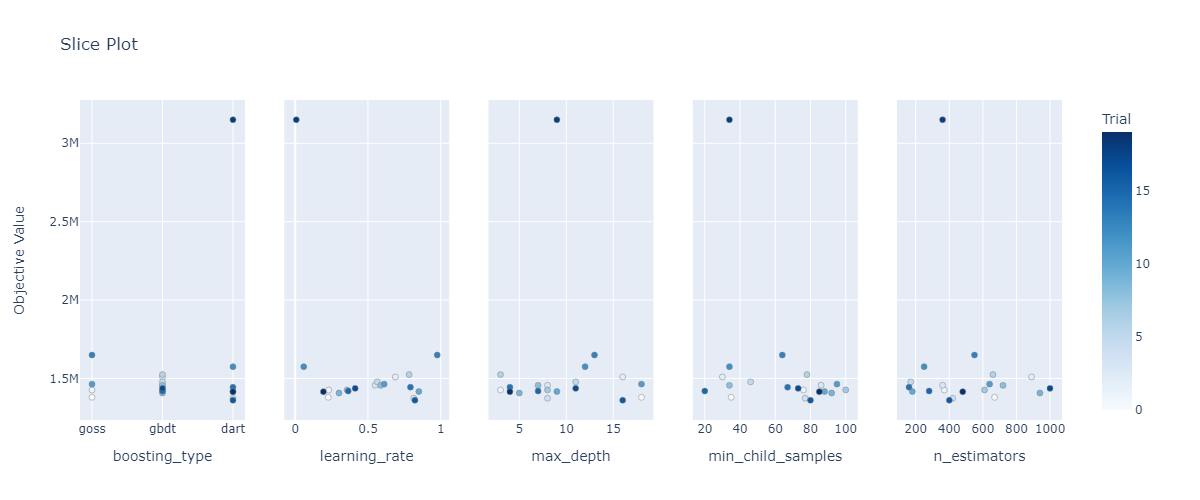 Slice Plot
Objective Value
3M
2.5M
2M
1.5M
goss gbdt dart
boosting_type
0 0.5 1
learning_rate
5 10 15
max_depth
20 40 60 80 100
min_child_samples
200 400 600 800 1000
n_estimators
Trial
15
10
5
0